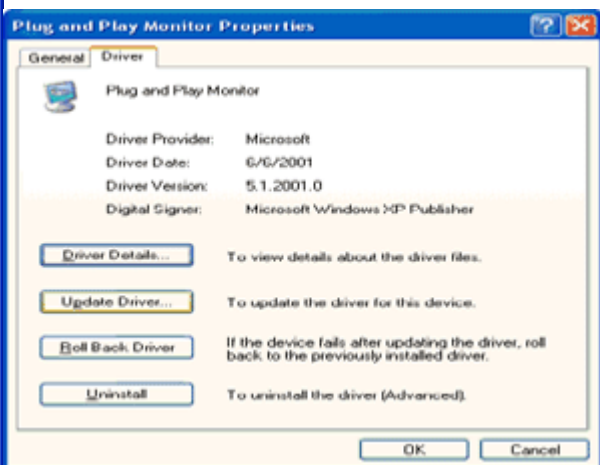 Plug and Play Monitor Properties
General Driver
Plug and Play Monitor
Driver Provider: Microsoft
Driver Date: 6/6/2001
Driver Version: 5.1.2001.0
Digital Signer: Microsoft Windows XP Publisher
Driver Details... To view details about the driver files.
Update Driver... To update the driver for this device.
Roll Back Driver If the device fails after updating the driver, roll
back to the previously installed driver.
Uninstall To uninstall the driver (Advanced).
OK Cancel